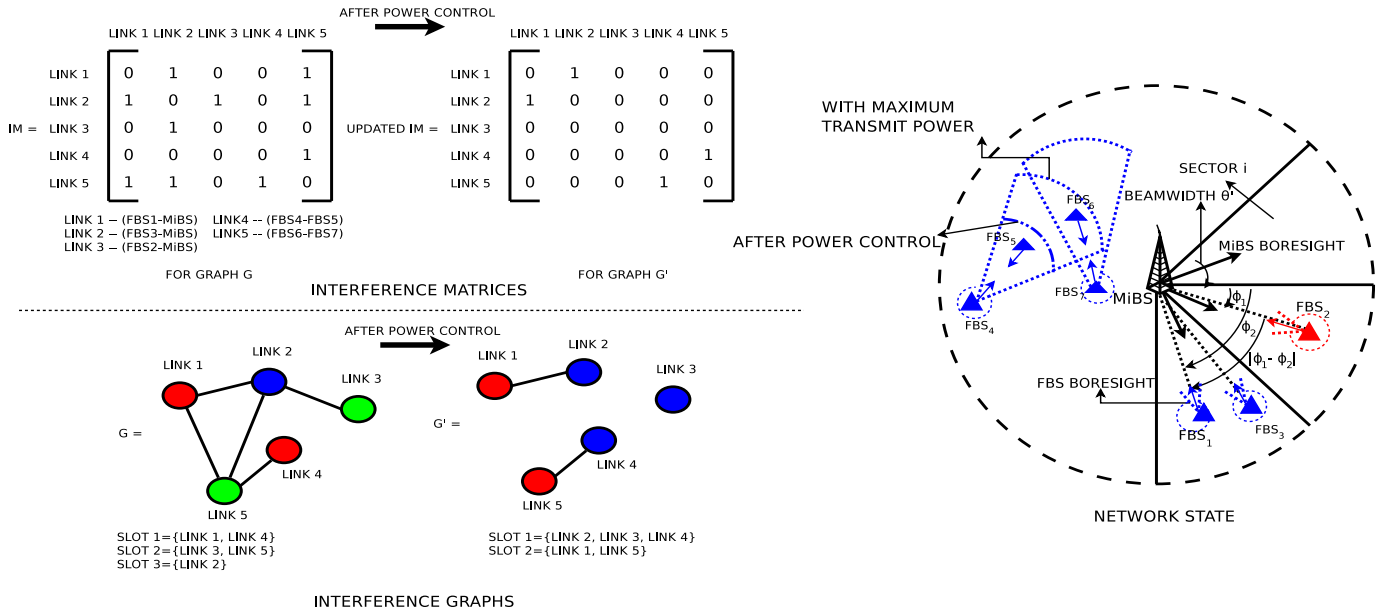 AFTER POWER CONTROL
LINK 1 LINK 2 LINK 3 LINK 4 LINK 5
LINK 1 0 1 0 0 1
LINK 2 1 0 1 0 1
IM = LINK 3 0 1 0 0 0
LINK 4 0 0 0 0 1
LINK 5 1 1 0 1 0
LINK 1 – (FBS1–MiBS) LINK4 -- (FBS4–FBS5)
LINK 2 – (FBS3–MiBS) LINK5 -- (FBS6–FBS7)
LINK 3 – (FBS2–MiBS)
FOR GRAPH G
LINK 1 LINK 2 LINK 3 LINK 4 LINK 5
LINK 1 0 1 0 0 0
LINK 2 1 0 0 0 0
UPDATED IM = LINK 3 0 0 0 0 0
LINK 4 0 0 0 0 1
LINK 5 0 0 0 1 0
FOR GRAPH G'
INTERFERENCE MATRICES
AFTER POWER CONTROL
LINK 1
LINK 2
LINK 3
G =
LINK 4
LINK 5
SLOT 1={LINK 1, LINK 4}
SLOT 2={LINK 3, LINK 5}
SLOT 3={LINK 2}
LINK 1
LINK 2
LINK 3
G' =
LINK 4
LINK 5
SLOT 1={LINK 2, LINK 3, LINK 4}
SLOT 2={LINK 1, LINK 5}
INTERFERENCE GRAPHS
WITH MAXIMUM
TRANSMIT POWER
SECTOR i
BEAMWIDTH θ'
FBS6
FBS5
AFTER POWER CONTROL
MiBS BORESIGHT
FBS4
MiBS
ϕ1
FBS2
ϕ2
|ϕ1 - ϕ2|
FBS BORESIGHT
FBS1
FBS3
NETWORK STATE